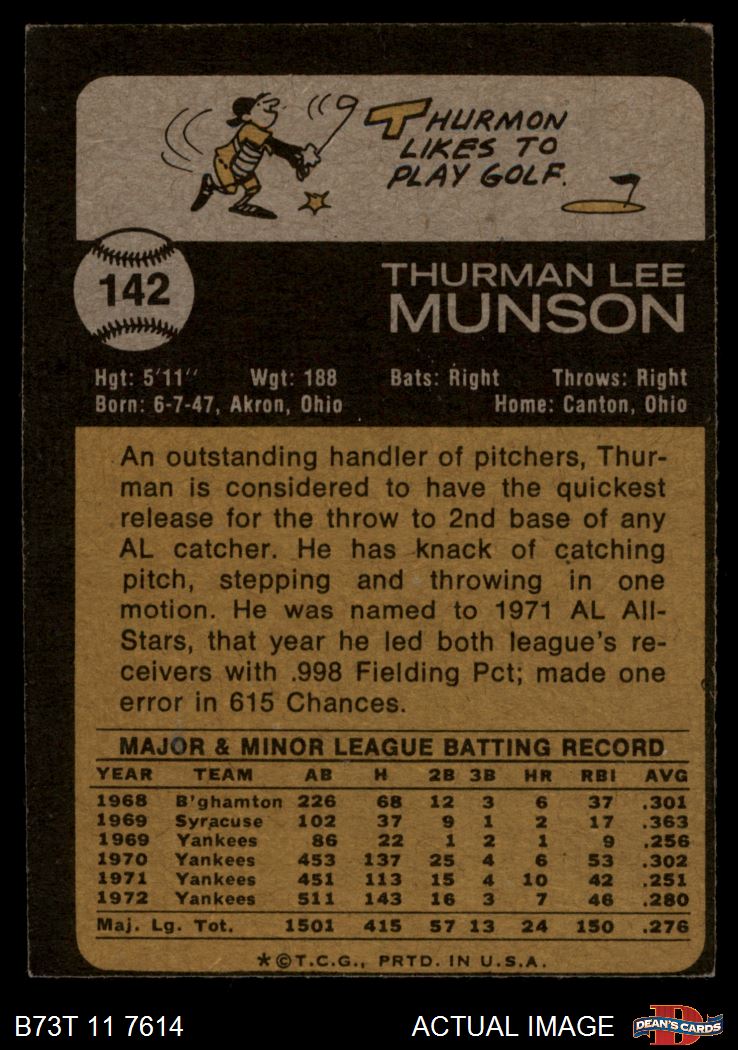 THURMON
LIKES TO
PLAY GOLF.
142
THURMAN LEE
MUNSON
Hgt: 5'11" Wgt: 188 Bats: Right Throws: Right
Born: 6-7-47, Akron, Ohio Home: Canton, Ohio
An outstanding handler of pitchers, Thur-
man is considered to have the quickest
release for the throw to 2nd base of any
AL catcher. He has knack of catching
pitch, stepping and throwing in one
motion. He was named to 1971 AL All-
Stars, that year he led both league's re-
ceivers with .998 Fielding Pct; made one
error in 615 Chances.
MAJOR & MINOR LEAGUE BATTING RECORD
YEAR TEAM AB H 2B 3B HR RBI AVG
1968 B'ghamton 226 68 12 3 6 37 .301
1969 Syracuse 102 37 9 1 2 17 .363
1969 Yankees 86 22 1 2 1 9 .256
1970 Yankees 453 137 25 4 6 53 .302
1971 Yankees 451 113 15 4 10 42 .251
1972 Yankees 511 143 16 3 7 46 .280
Maj. Lg. Tot. 1501 415 57 13 24 150 .276
*©T.C.G., PRTD. IN U.S.A.
B73T 11 7614 ACTUAL IMAGE D DEAN'S CARDS